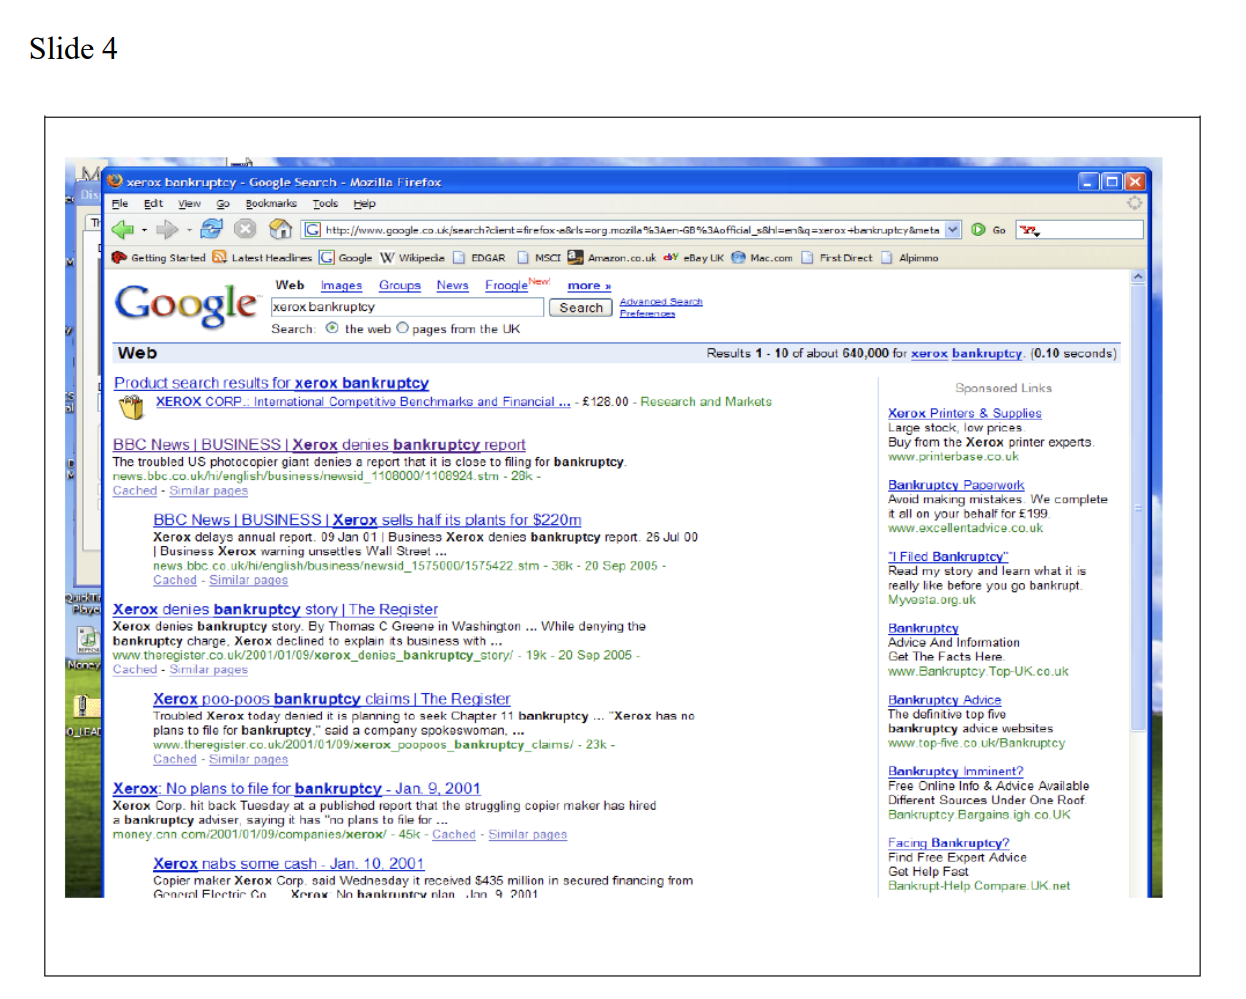 Slide 4
xerox bankruptcy - Google Search - Mozilla Firefox
File Edit View Go Bookmarks Tools Help
http://www.google.co.uk/search?client=firefox-a&rls=org.mozilla%3Aen-GB%3Aofficial_s&hl=en&q=xerox+bankruptcy&meta
Go
Getting Started Latest Headlines Google Wikipedia EDGAR MSCI Amazon.co.uk eBay UK Mac.com First Direct Alpimmo
Google
Web Images Groups News Froogle New! more »
xerox bankruptcy
Search
Advanced Search
Preferences
Search: the web pages from the UK
Web
Results 1 - 10 of about 640,000 for xerox bankruptcy. (0.10 seconds)
Product search results for xerox bankruptcy
XEROX CORP.: International Competitive Benchmarks and Financial ... - £128.00 - Research and Markets
BBC News | BUSINESS | Xerox denies bankruptcy report
The troubled US photocopier giant denies a report that it is close to filing for bankruptcy.
news.bbc.co.uk/hi/english/business/newsid_1108000/1108924.stm - 28k -
Cached - Similar pages
BBC News | BUSINESS | Xerox sells half its plants for $220m
Xerox delays annual report. 09 Jan 01 | Business Xerox denies bankruptcy report. 26 Jul 00
| Business Xerox warning unsettles Wall Street ...
news.bbc.co.uk/hi/english/business/newsid_1575000/1575422.stm - 38k - 20 Sep 2005 -
Cached - Similar pages
Xerox denies bankruptcy story | The Register
Xerox denies bankruptcy story. By Thomas C Greene in Washington ... While denying the
bankruptcy charge, Xerox declined to explain its business with ...
www.theregister.co.uk/2001/01/09/xerox_denies_bankruptcy_story/ - 19k - 20 Sep 2005 -
Cached - Similar pages
Xerox poo-poos bankruptcy claims | The Register
Troubled Xerox today denied it is planning to seek Chapter 11 bankruptcy ... "Xerox has no
plans to file for bankruptcy," said a company spokeswoman, ...
www.theregister.co.uk/2001/01/09/xerox_poopoos_bankruptcy_claims/ - 23k -
Cached - Similar pages
Xerox: No plans to file for bankruptcy - Jan. 9, 2001
Xerox Corp. hit back Tuesday at a published report that the struggling copier maker has hired
a bankruptcy adviser, saying it has "no plans to file for ...
money.cnn.com/2001/01/09/companies/xerox/ - 45k - Cached - Similar pages
Xerox nabs some cash - Jan. 10, 2001
Copier maker Xerox Corp. said Wednesday it received $435 million in secured financing from
General Electric Co. ... Xerox: No bankruptcy plan. Jan. 9, 2001
Sponsored Links
Xerox Printers & Supplies
Large stock, low prices.
Buy from the Xerox printer experts.
www.printerbase.co.uk
Bankruptcy Paperwork
Avoid making mistakes. We complete
it all on your behalf for £199.
www.excellentadvice.co.uk
"I Filed Bankruptcy"
Read my story and learn what it is
really like before you go bankrupt.
Myvesta.org.uk
Bankruptcy
Advice And Information
Get The Facts Here.
www.Bankruptcy.Top-UK.co.uk
Bankruptcy Advice
The definitive top five
bankruptcy advice websites
www.top-five.co.uk/Bankruptcy
Bankruptcy Imminent?
Free Online Info & Advice Available
Different Sources Under One Roof.
Bankruptcy.Bargains.igh.co.UK
Facing Bankruptcy?
Find Free Expert Advice
Get Help Fast
Bankrupt-Help.Compare.UK.net
Money